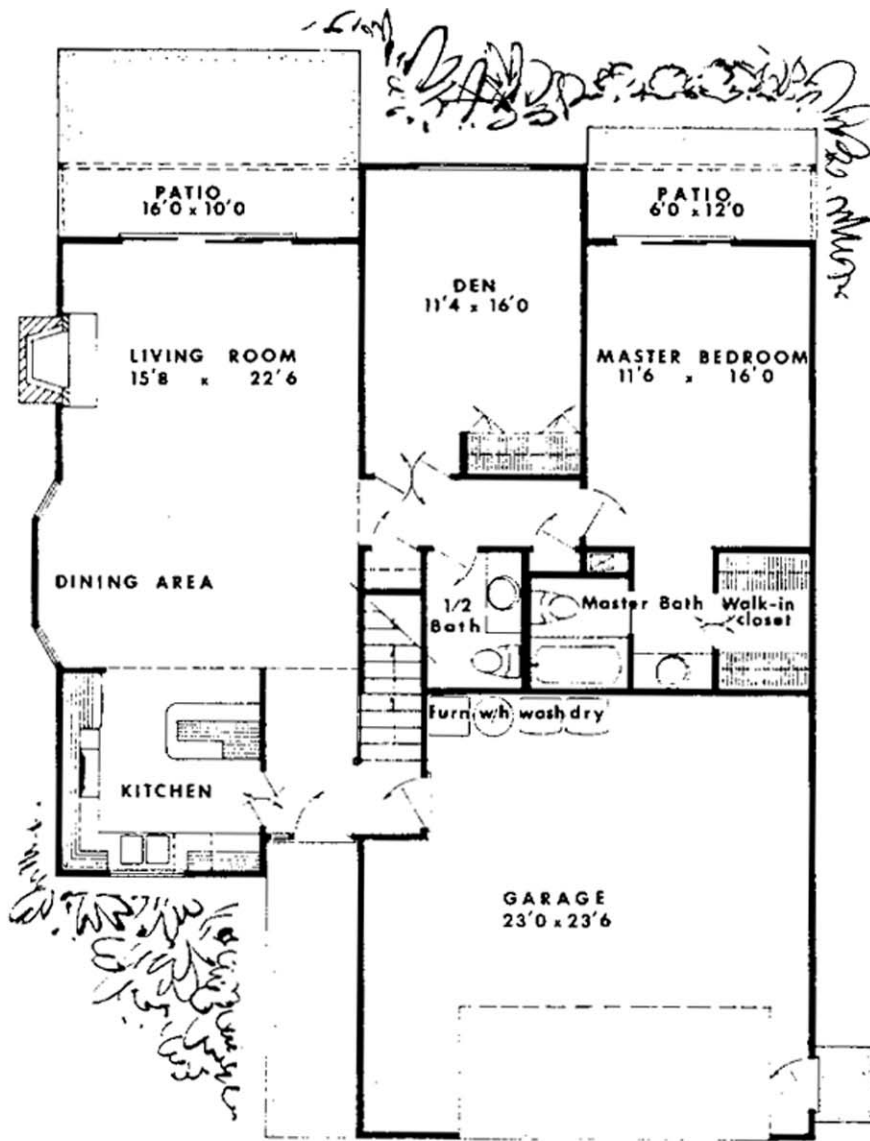 PATIO
16'0 x 10'0
PATIO
6'0 x 12'0
DEN
11'4 x 16'0
LIVING ROOM
15'8 x 22'6
MASTER BEDROOM
11'6 x 16'0
DINING AREA
1/2
Bath
Master Bath
Walk-in
closet
Furn w/h wash dry
KITCHEN
GARAGE
23'0 x 23'6